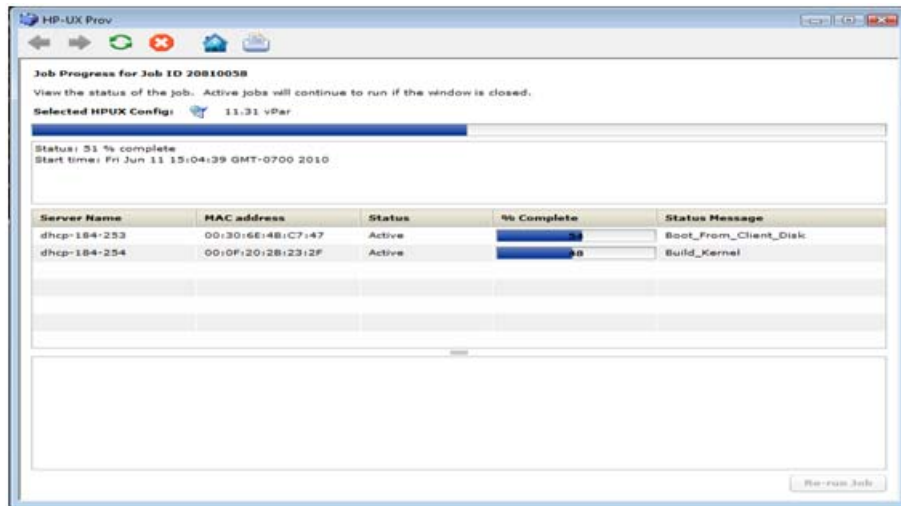 HP-UX Prov
Job Progress for Job ID 20810058
View the status of the job. Active jobs will continue to run if the window is closed.
Selected HPUX Config: 11.31 vPar
Status: 51 % complete
Start time: Fri Jun 11 15:04:39 GMT-0700 2010
Server Name MAC address Status % Complete Status Message
dhcp-184-253 00:30:6E:4B:C7:47 Active 54 Boot_From_Client_Disk
dhcp-184-254 00:0F:20:2B:23:2F Active 48 Build_Kernel
Re-run Job